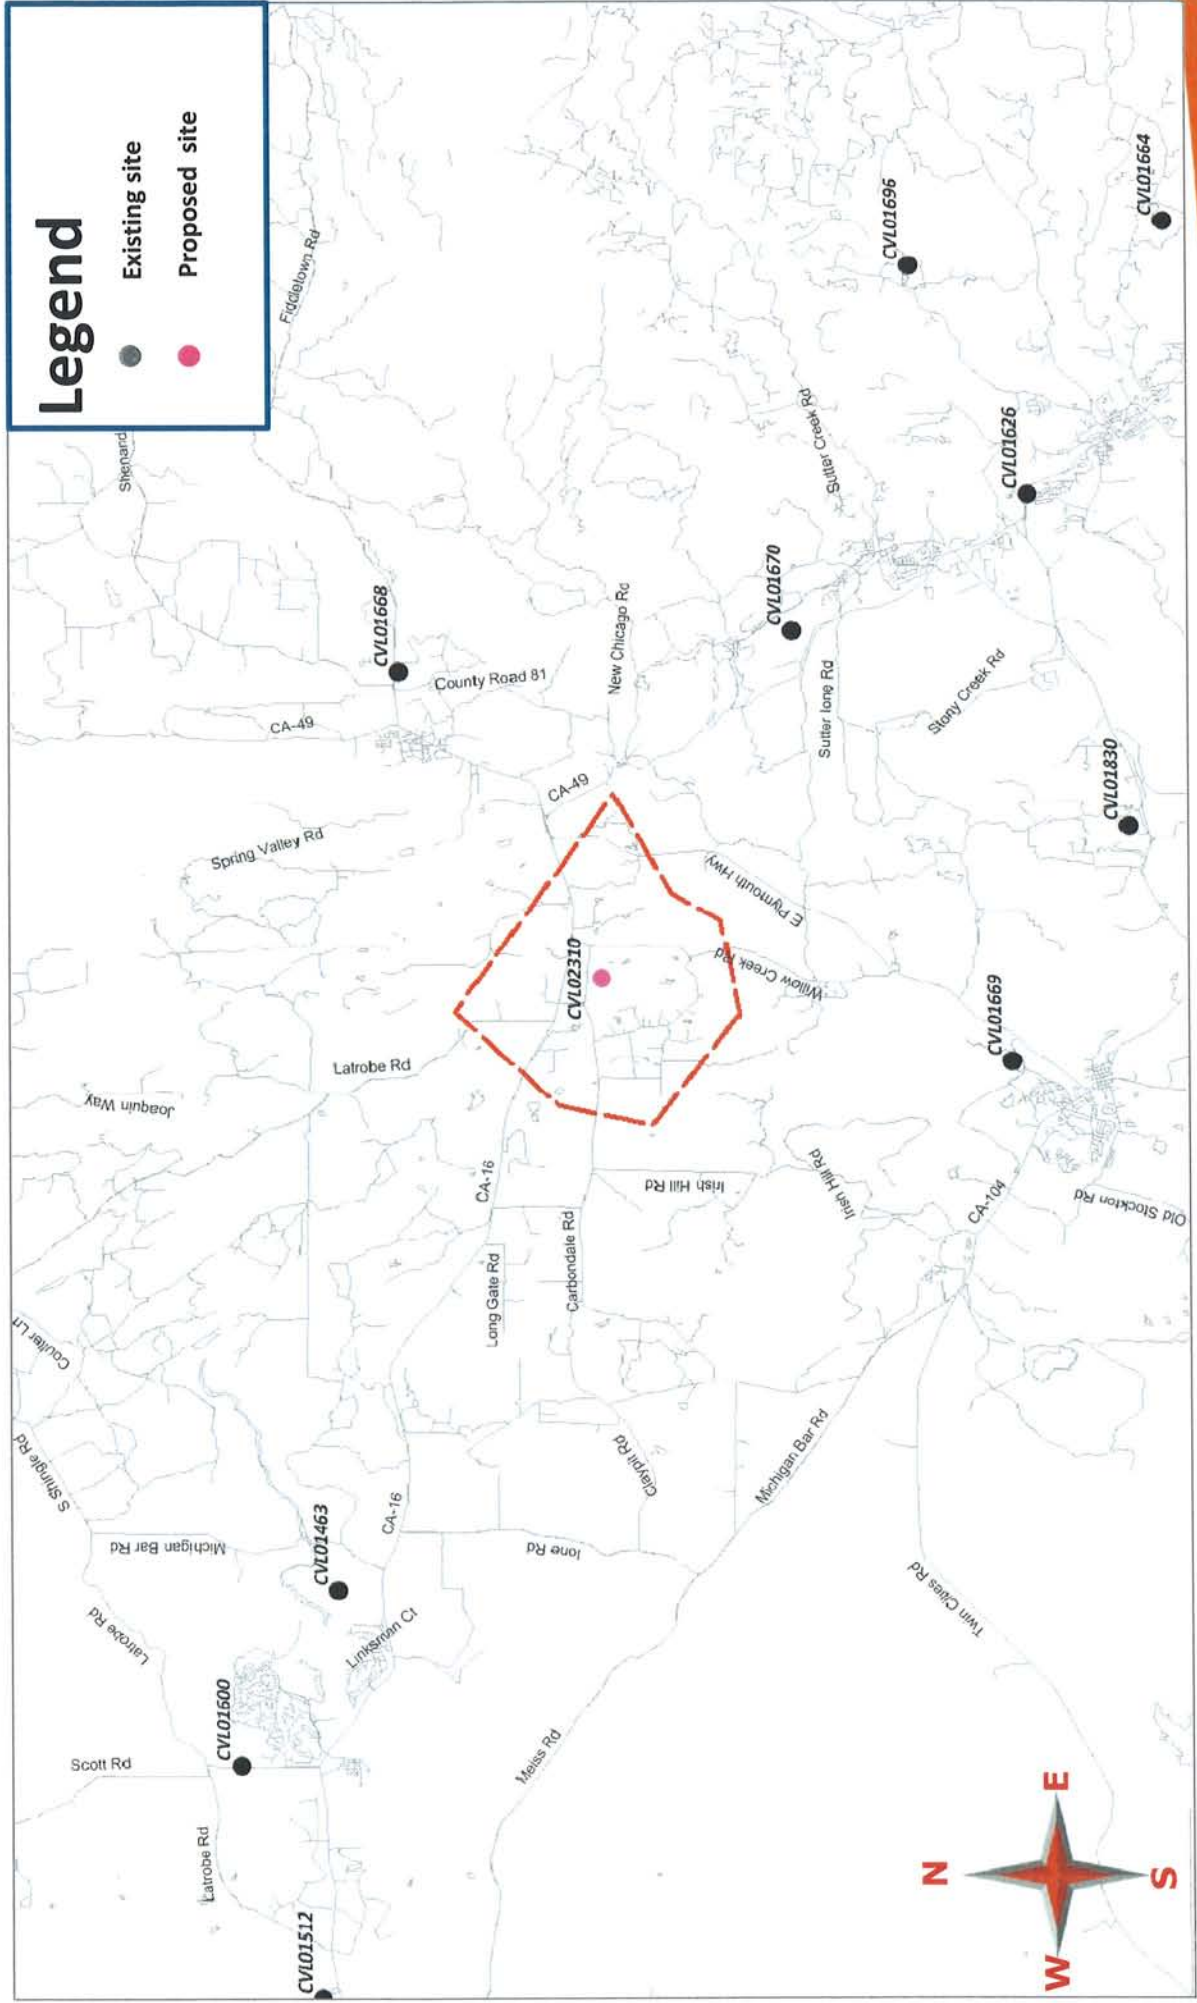 Legend
Existing site
Proposed site
Coulter Ln
Joaquin Way
Shenand
Fiddletown Rd
S Shingle Rd
Scott Rd
Latrobe Rd
Michigan Bar Rd
Latrobe Rd
Spring Valley Rd
CA-49
CVL01600
CVL01512
CVL01463
Linksman Ct
CA-16
Latrobe Rd
CVL01668
County Road 81
CA-16
Long Gate Rd
Carbondale Rd
CVL02310
CA-49
New Chicago Rd
Ione Rd
Claypit Rd
Irish Hill Rd
Meiss Rd
Michigan Bar Rd
Irish Hill Rd
Willow Creek Rd
E Plymouth Hwy
CVL01670
Sutter Ione Rd
Sutter Creek Rd
CVL01696
Twin Cities Rd
CA-104
CVL01669
Stony Creek Rd
CVL01626
Old Stockton Rd
CVL01830
CVL01664
N
W
E
S